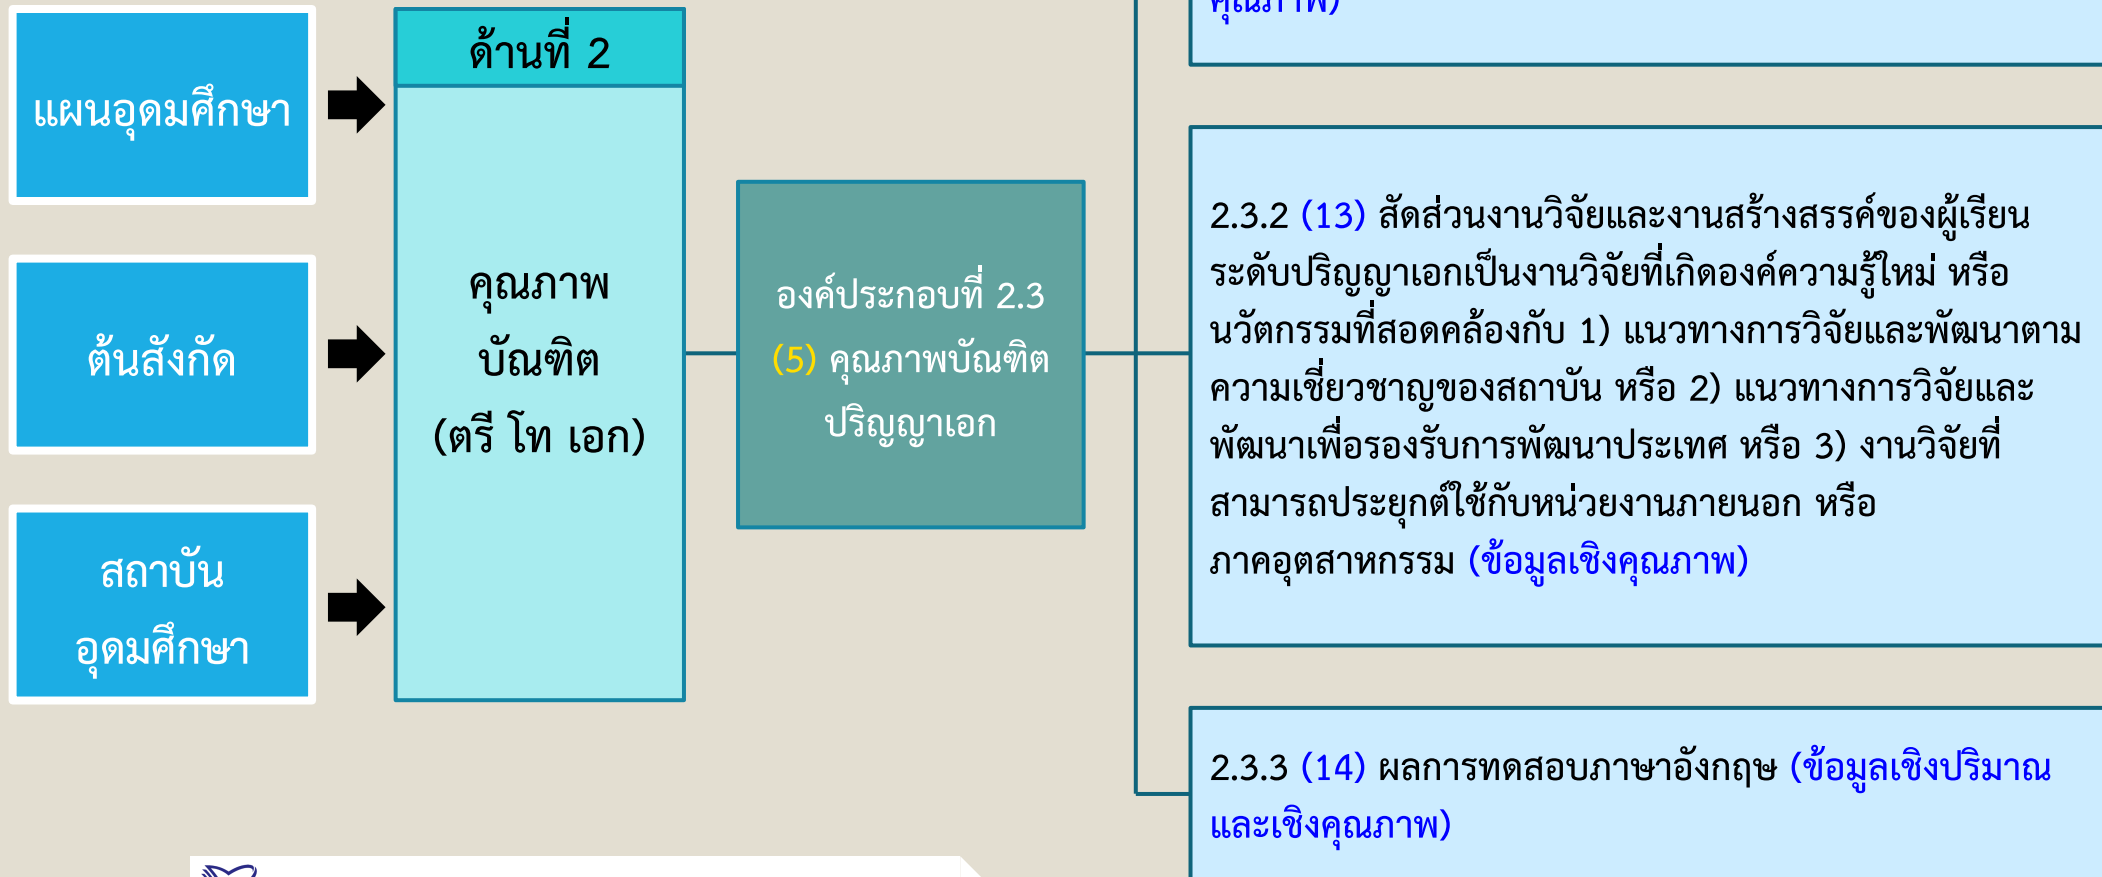 แผนอุดมศึกษา
ต้นสังกัด
สถาบัน
อุดมศึกษา
ด้านที่ 2
คุณภาพ
บัณฑิต
(ตรี โท เอก)
องค์ประกอบที่ 2.3
(5) คุณภาพบัณฑิต
ปริญญาเอก
คุณภาพ)
2.3.2 (13) สัดส่วนงานวิจัยและงานสร้างสรรค์ของผู้เรียน
ระดับปริญญาเอกเป็นงานวิจัยที่เกิดองค์ความรู้ใหม่ หรือ
นวัตกรรมที่สอดคล้องกับ 1) แนวทางการวิจัยและพัฒนาตาม
ความเชี่ยวชาญของสถาบัน หรือ 2) แนวทางการวิจัยและ
พัฒนาเพื่อรองรับการพัฒนาประเทศ หรือ 3) งานวิจัยที่
สามารถประยุกต์ใช้กับหน่วยงานภายนอก หรือ
ภาคอุตสาหกรรม (ข้อมูลเชิงคุณภาพ)
2.3.3 (14) ผลการทดสอบภาษาอังกฤษ (ข้อมูลเชิงปริมาณ
และเชิงคุณภาพ)